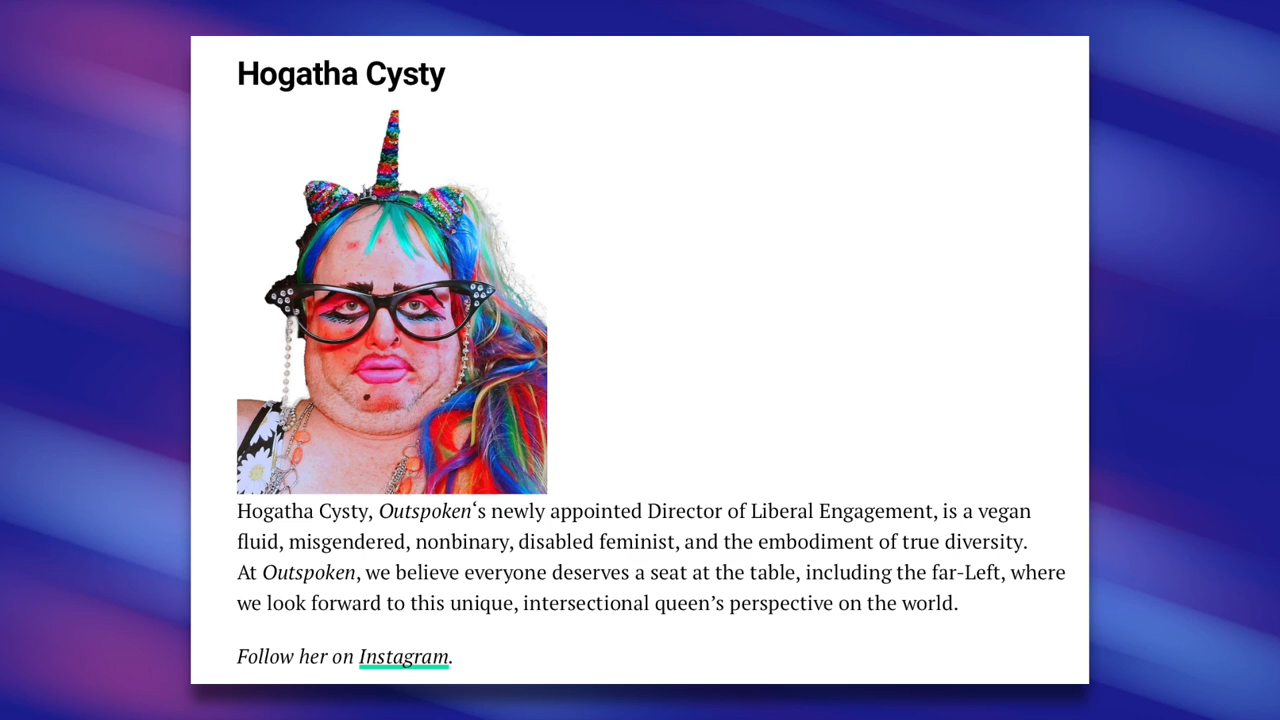 Hogatha Cysty
Hogatha Cysty, Outspoken‘s newly appointed Director of Liberal Engagement, is a vegan
fluid, misgendered, nonbinary, disabled feminist, and the embodiment of true diversity.
At Outspoken, we believe everyone deserves a seat at the table, including the far-Left, where
we look forward to this unique, intersectional queen’s perspective on the world.
Follow her on Instagram.